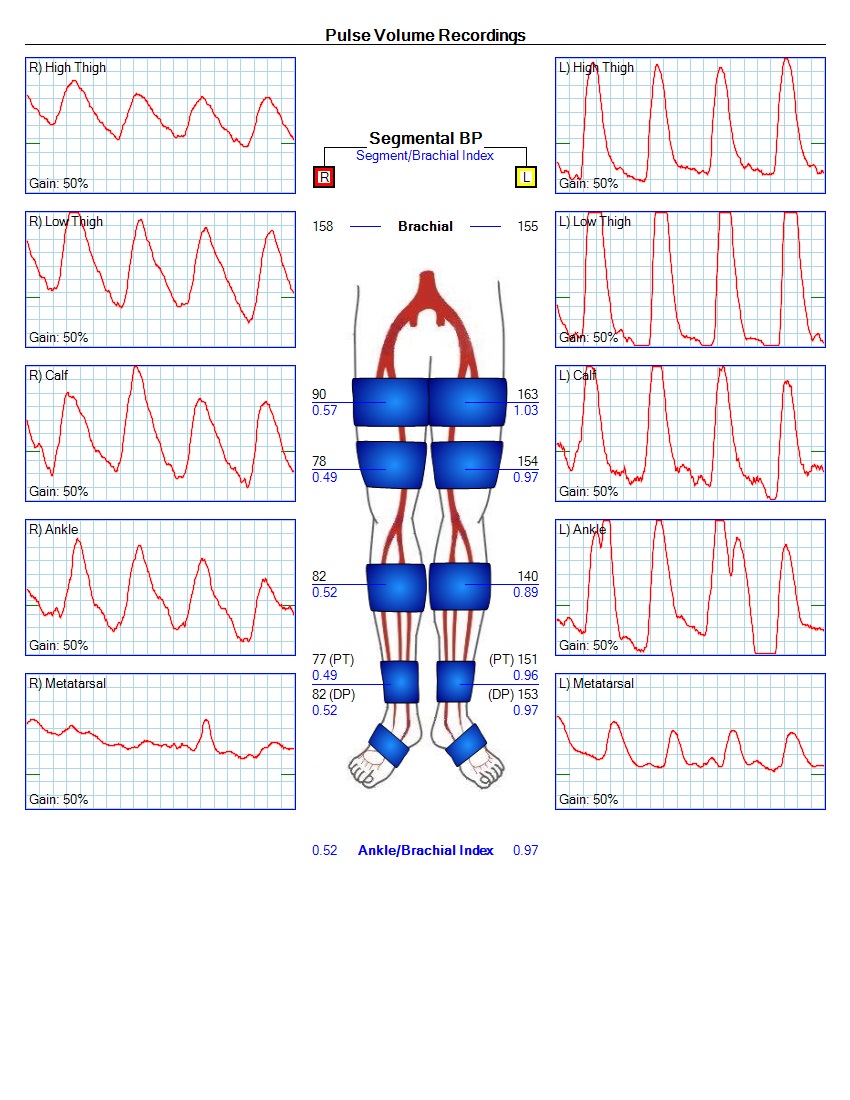 Pulse Volume Recordings
R) High Thigh
Gain: 50%
R) Low Thigh
Gain: 50%
R) Calf
Gain: 50%
R) Ankle
Gain: 50%
R) Metatarsal
Gain: 50%
Segmental BP
Segment/Brachial Index
R L
158 Brachial 155
90 163
0.57 1.03
78 154
0.49 0.97
82 140
0.52 0.89
77 (PT) (PT) 151
0.49 0.96
82 (DP) (DP) 153
0.52 0.97
0.52 Ankle/Brachial Index 0.97
L) High Thigh
Gain: 50%
L) Low Thigh
Gain: 50%
L) Calf
Gain: 50%
L) Ankle
Gain: 50%
L) Metatarsal
Gain: 50%